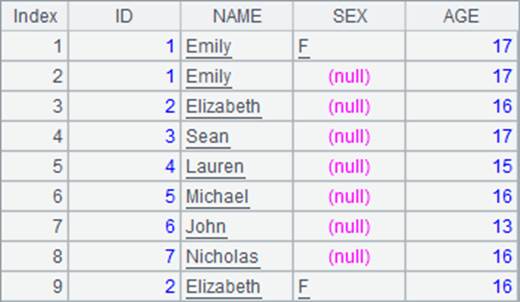 Index ID NAME SEX AGE
1 1 Emily F 17
2 1 Emily (null) 17
3 2 Elizabeth (null) 16
4 3 Sean (null) 17
5 4 Lauren (null) 15
6 5 Michael (null) 16
7 6 John (null) 13
8 7 Nicholas (null) 16
9 2 Elizabeth F 16